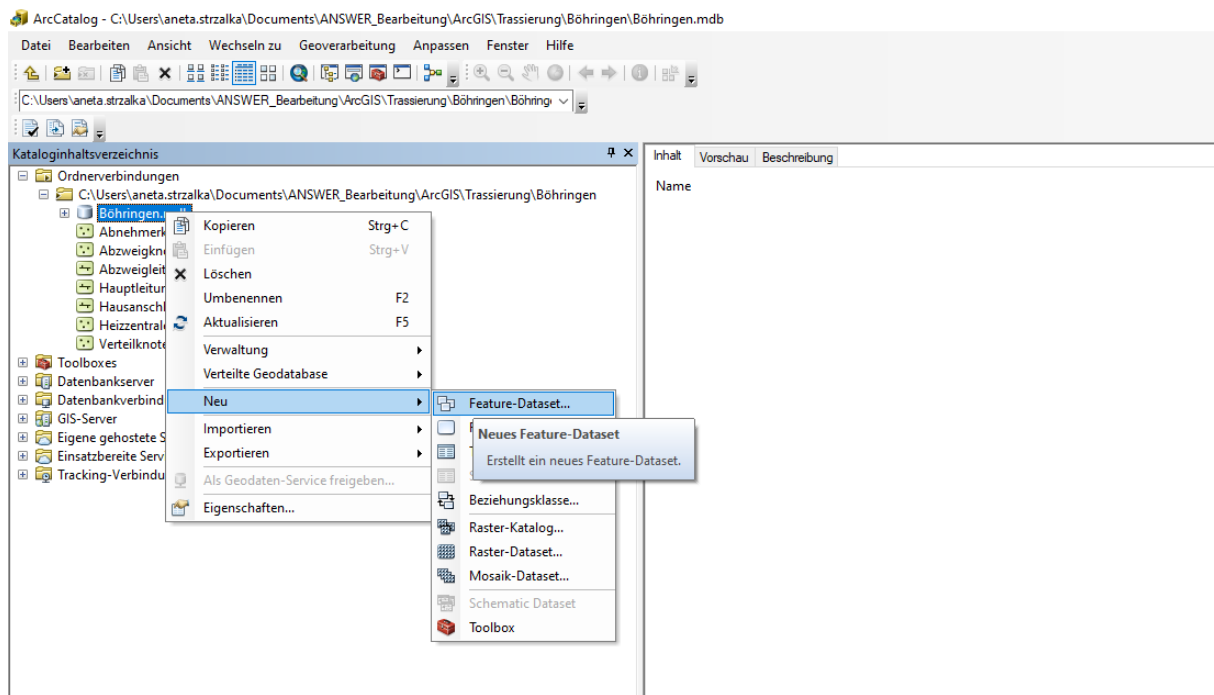 ArcCatalog - C:\Users\aneta.strzalka\Documents\ANSWER_Bearbeitung\ArcGIS\Trassierung\Böhringen\Böhringen.mdb
Datei Bearbeiten Ansicht Wechseln zu Geoverarbeitung Anpassen Fenster Hilfe
C:\Users\aneta.strzalka\Documents\ANSWER_Bearbeitung\ArcGIS\Trassierung\Böhringen\Böhringe
Kataloginhaltsverzeichnis
Inhalt Vorschau Beschreibung
Name
Ordnerverbindungen
C:\Users\aneta.strzalka\Documents\ANSWER_Bearbeitung\ArcGIS\Trassierung\Böhringen
Böhringen.mdb
Abnehmerk
Abzweigkn
Abzweigleit
Hauptleitur
Hausanschl
Heizzentral
Verteilknote
Toolboxes
Datenbankserver
Datenbankverbind
GIS-Server
Eigene gehostete S
Einsatzbereite Serv
Tracking-Verbindu
Kopieren Strg+C
Einfügen Strg+V
Löschen
Umbenennen F2
Aktualisieren F5
Verwaltung
Verteilte Geodatabase
Neu
Importieren
Exportieren
Als Geodaten-Service freigeben...
Eigenschaften...
Feature-Dataset...
Neues Feature-Dataset
Erstellt ein neues Feature-Dataset.
Beziehungsklasse...
Raster-Katalog...
Raster-Dataset...
Mosaik-Dataset...
Schematic Dataset
Toolbox